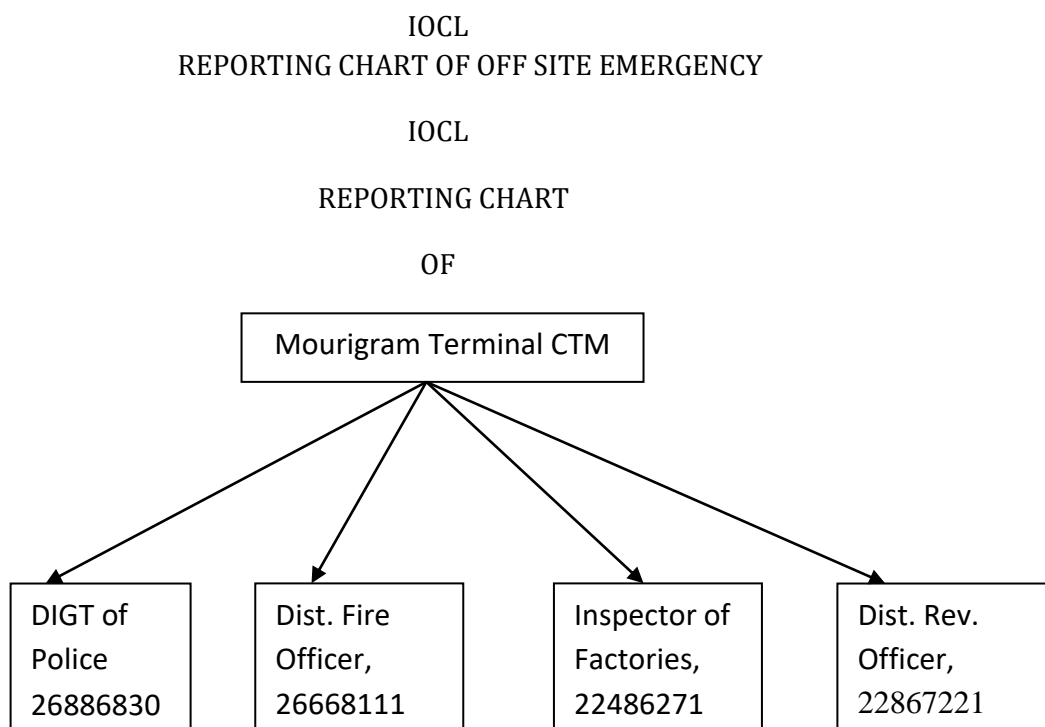 IOCL
REPORTING CHART OF OFF SITE EMERGENCY
IOCL
REPORTING CHART
OF
Mourigram Terminal CTM
DIGT of
Police
26886830
Dist. Fire
Officer,
26668111
Inspector of
Factories,
22486271
Dist. Rev.
Officer,
22867221